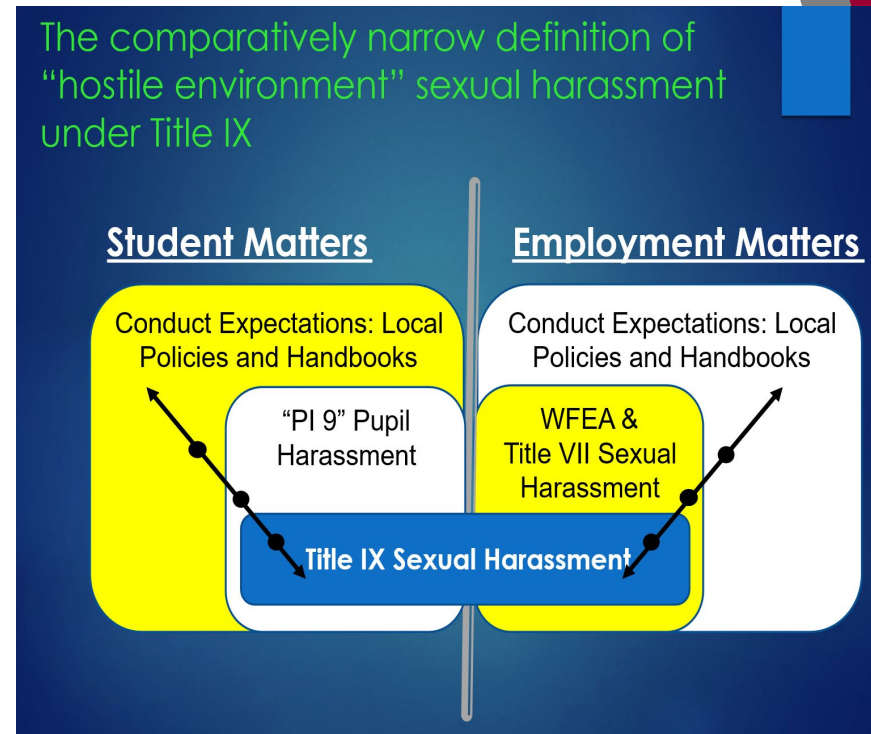 The comparatively narrow definition of
“hostile environment” sexual harassment
under Title IX
Student Matters
Employment Matters
Conduct Expectations: Local
Policies and Handbooks
“PI 9” Pupil
Harassment
Conduct Expectations: Local
Policies and Handbooks
WFEA &
Title VII Sexual
Harassment
Title IX Sexual Harassment